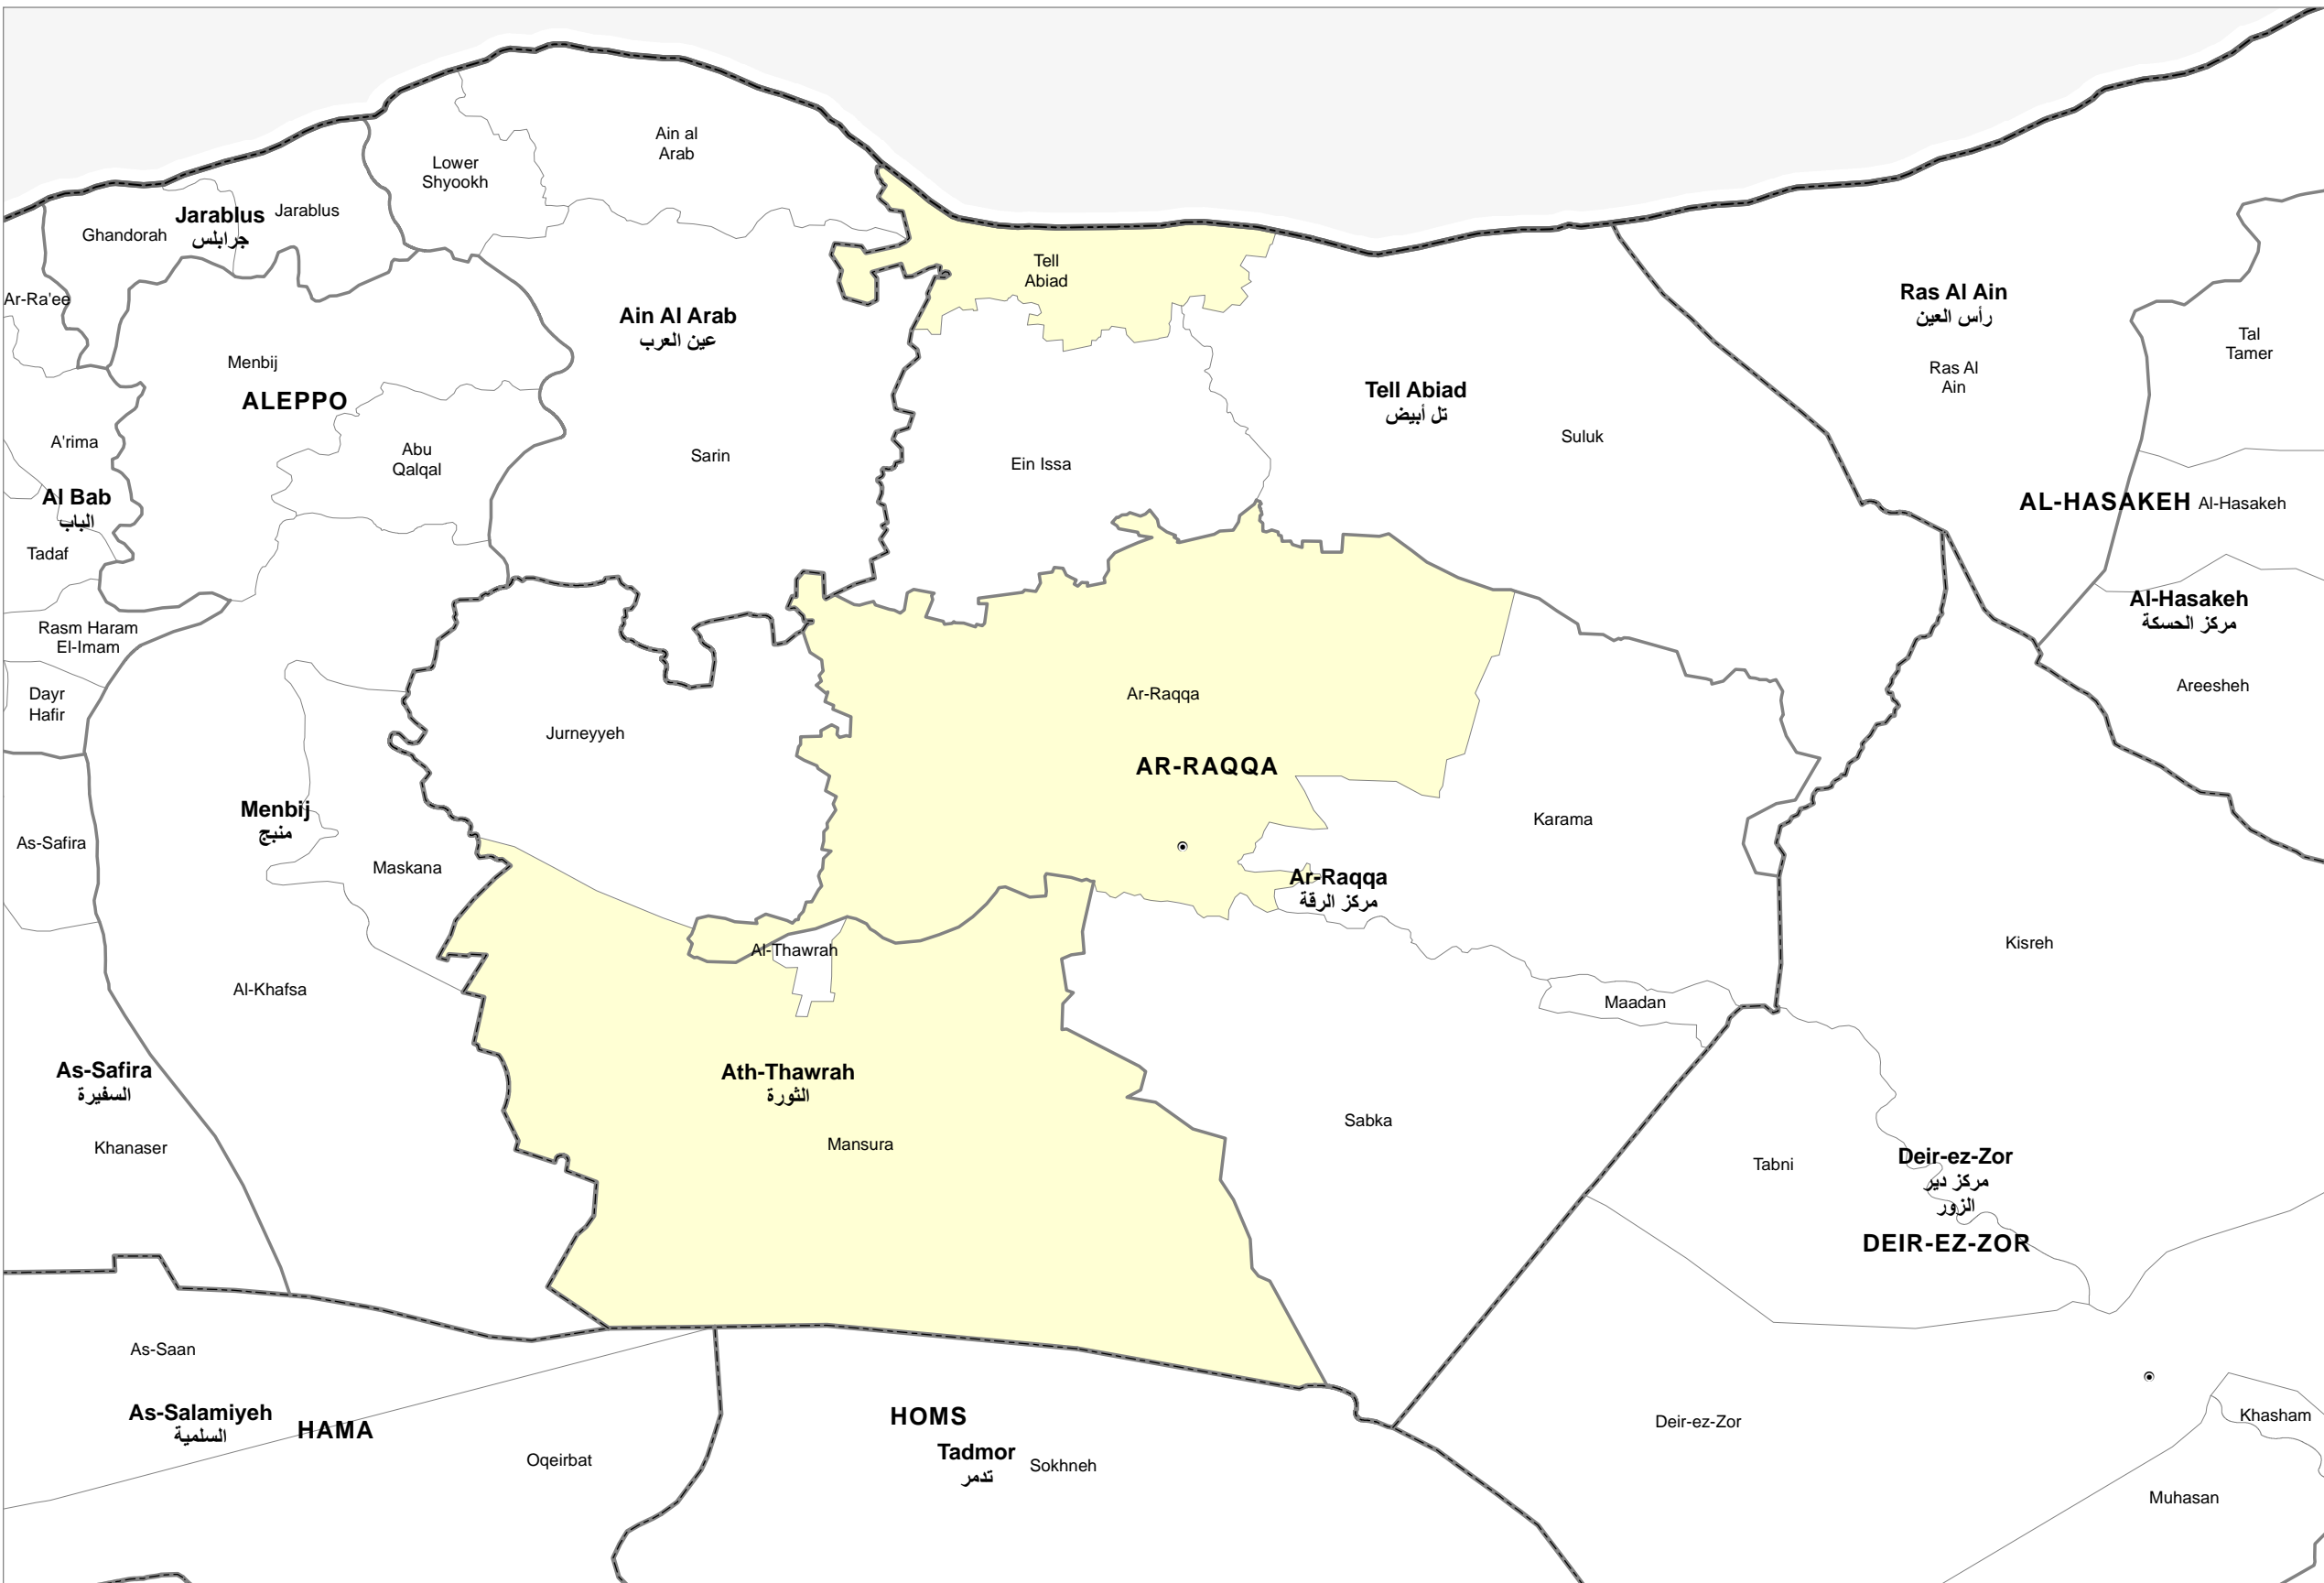 Ain al
Arab
Lower
Shyookh
Jarablus
جرابلس
Jarablus
Ghandorah
Tell
Abiad
Ar-Ra'ee
Ain Al Arab
عين العرب
Ras Al Ain
رأس العين
Tal
Tamer
Menbij
Ras Al
Ain
ALEPPO
Tell Abiad
تل أبيض
Suluk
A'rima
Abu
Qalqal
Sarin
Ein Issa
Al Bab
الباب
AL-HASAKEH
Al-Hasakeh
Tadaf
Al-Hasakeh
مركز الحسكة
Rasm Haram
El-Imam
Areesheh
Dayr
Hafir
Ar-Raqqa
Jurneyyeh
AR-RAQQA
Menbij
منبج
Karama
As-Safira
Maskana
Ar-Raqqa
مركز الرقة
Al-Thawrah
Kisreh
Al-Khafsa
Maadan
As-Safira
السفيرة
Ath-Thawrah
الثورة
Sabka
Khanaser
Mansura
Tabni
Deir-ez-Zor
مركز دير
الزور
DEIR-EZ-ZOR
As-Saan
As-Salamiyeh
السلمية
HAMA
HOMS
Tadmor
تدمر
Sokhneh
Deir-ez-Zor
Khasham
Oqeirbat
Muhasan